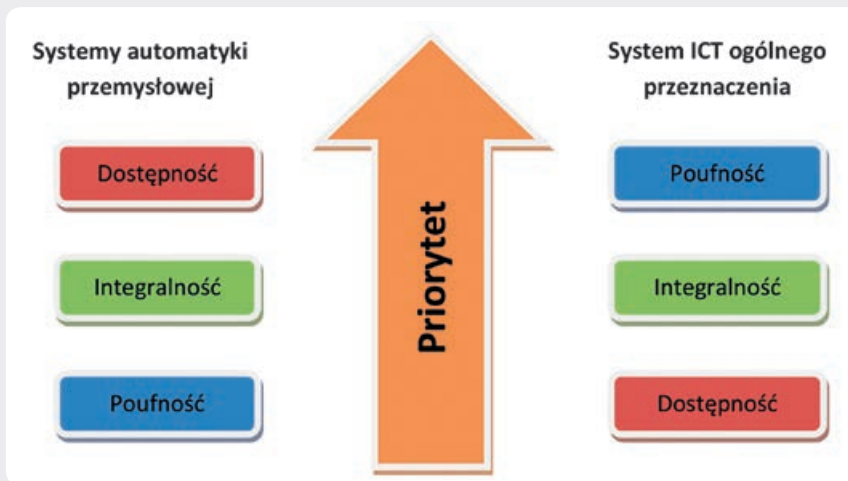 Systemy automatyki
przemysłowej
Dostępność
Integralność
Poufność
Priorytet
System ICT ogólnego
przeznaczenia
Poufność
Integralność
Dostępność